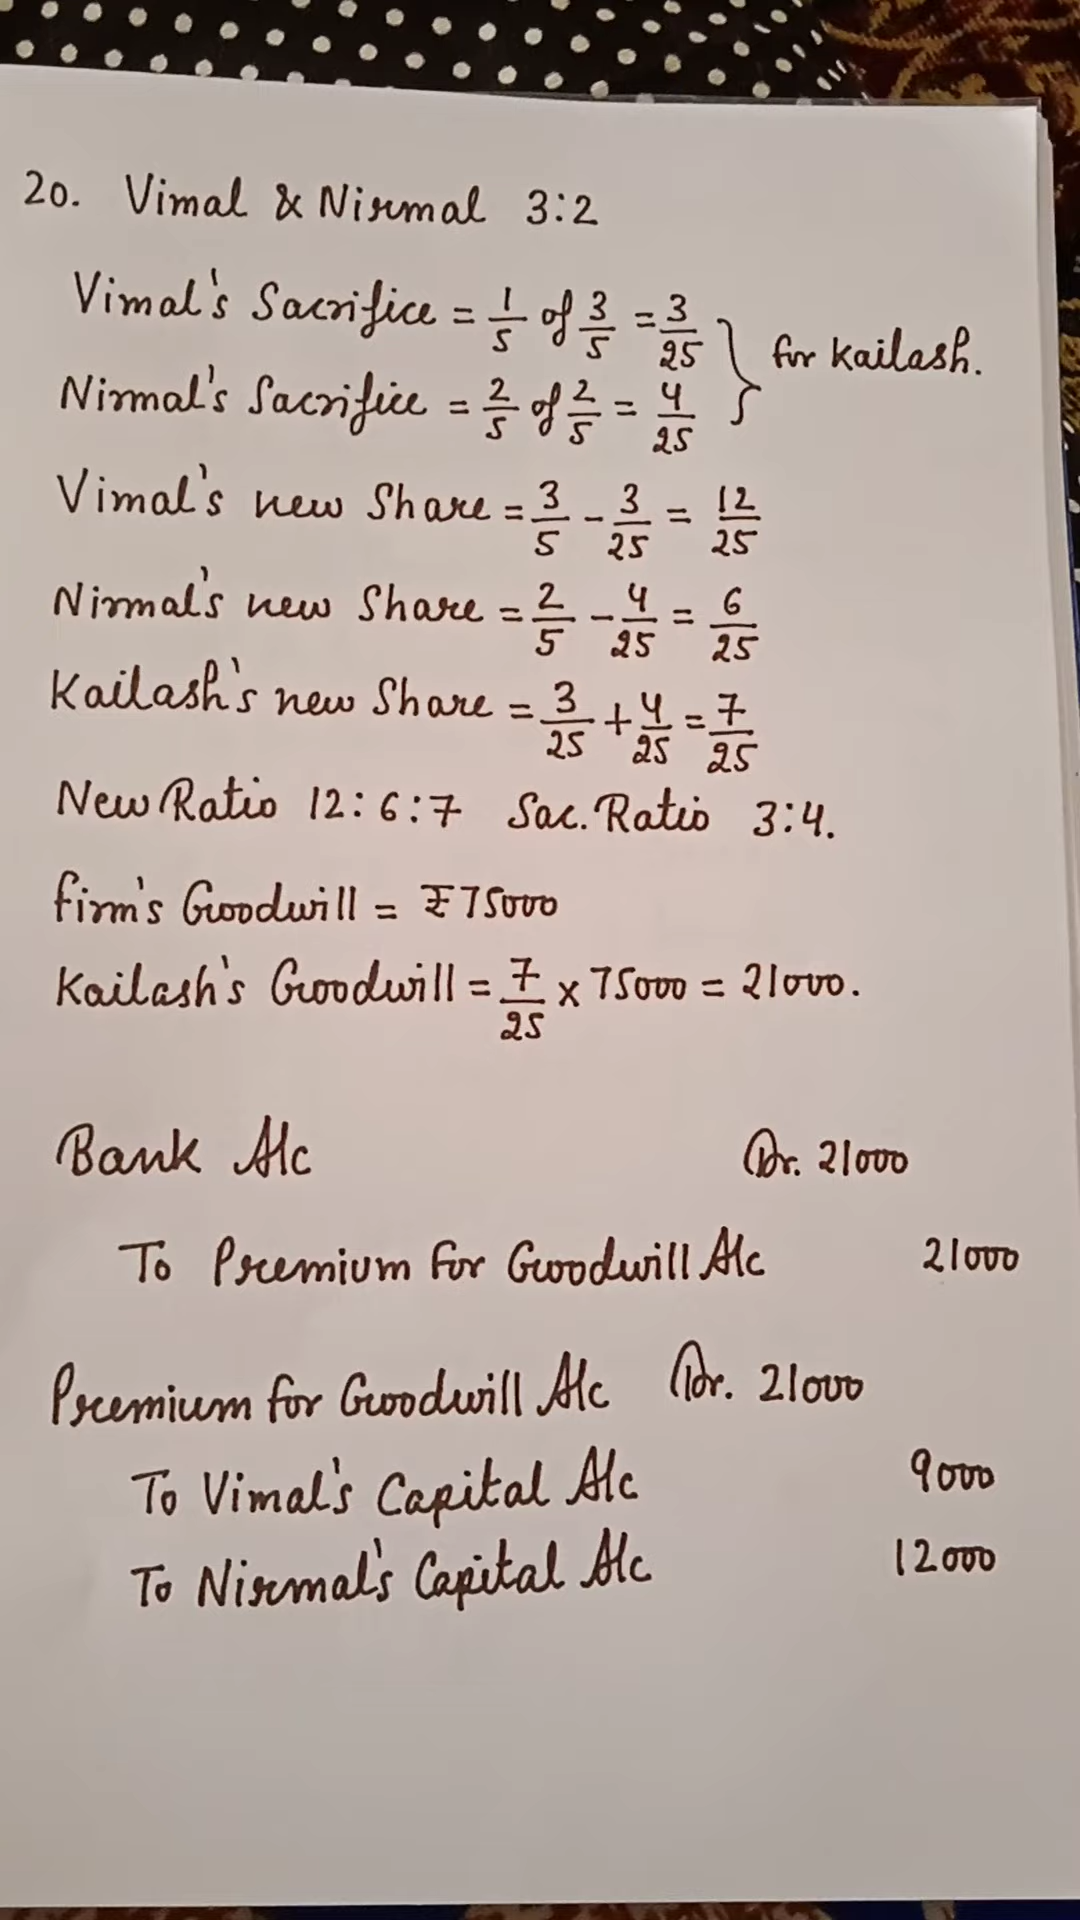 20. Vimal & Nirmal 3:2
Vimal's Sacrifice = 1/5 of 3/5 = 3/25
} for Kailash.
Nirmal's Sacrifice = 2/5 of 2/5 = 4/25
Vimal's new Share = 3/5 - 3/25 = 12/25
Nirmal's new Share = 2/5 - 4/25 = 6/25
Kailash's new Share = 3/25 + 4/25 = 7/25
New Ratio 12:6:7 Sac. Ratio 3:4.
firm's Goodwill = ₹75000
Kailash's Goodwill = 7/25 x 75000 = 21000.
Bank A/c Dr. 21000
To Premium for Goodwill A/c 21000
Premium for Goodwill A/c Dr. 21000
To Vimal's Capital A/c 9000
To Nirmal's Capital A/c 12000